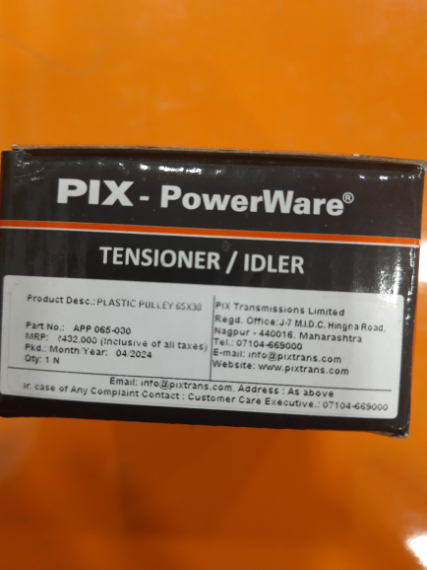 PIX - PowerWare®
TENSIONER / IDLER
Product Desc.: PLASTIC PULLEY 65X30
Part No.: APP 065-030
MRP: ₹432.000 (Inclusive of all taxes)
Pkd.: Month/Year: 04/2024
Qty: 1 N
PIX Transmissions Limited
Regd. Office: J-7 M.I.D.C. Hingna Road,
Nagpur - 440016. Maharashtra
Tel.: 07104-669000
E-mail: info@pixtrans.com
Website: www.pixtrans.com
Email: info@pixtrans.com, Address : As above
In case of Any Complaint Contact : Customer Care Executive.: 07104-669000